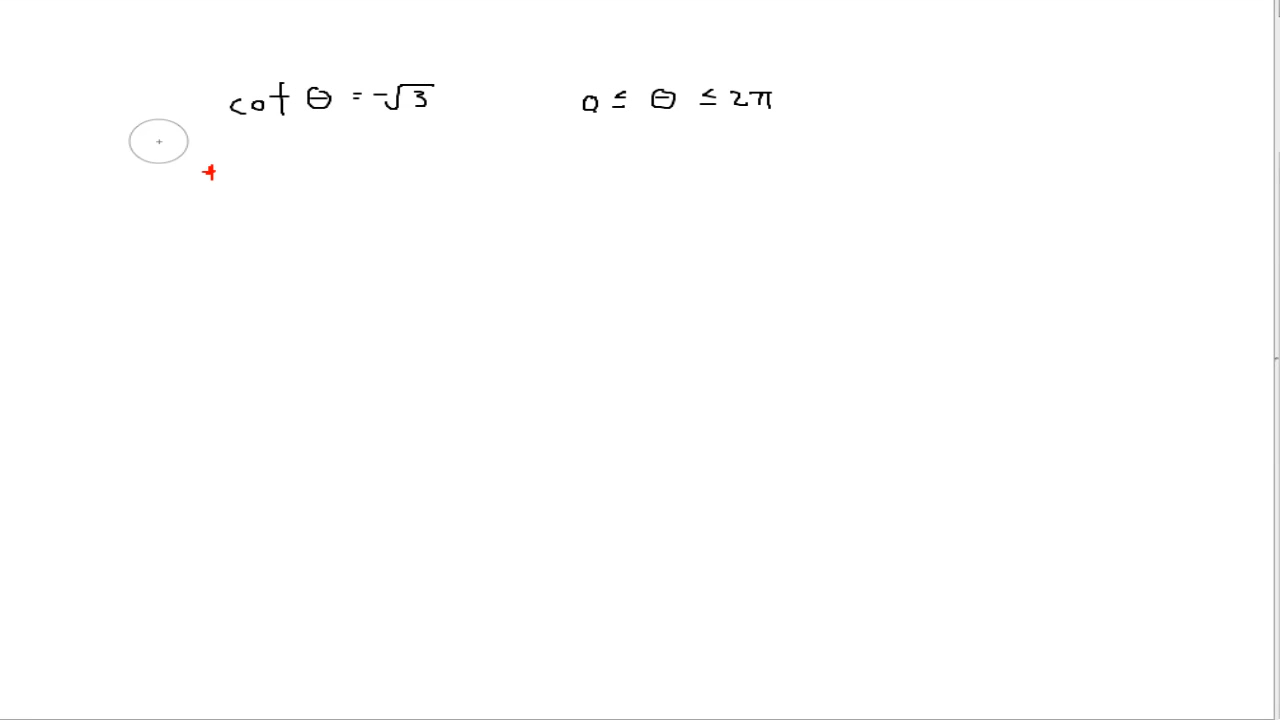 cot θ = -√3 0 ≤ θ ≤ 2π
+